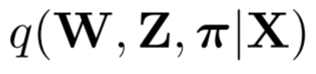 q(𝐖, 𝐙, 𝝅|𝐗)